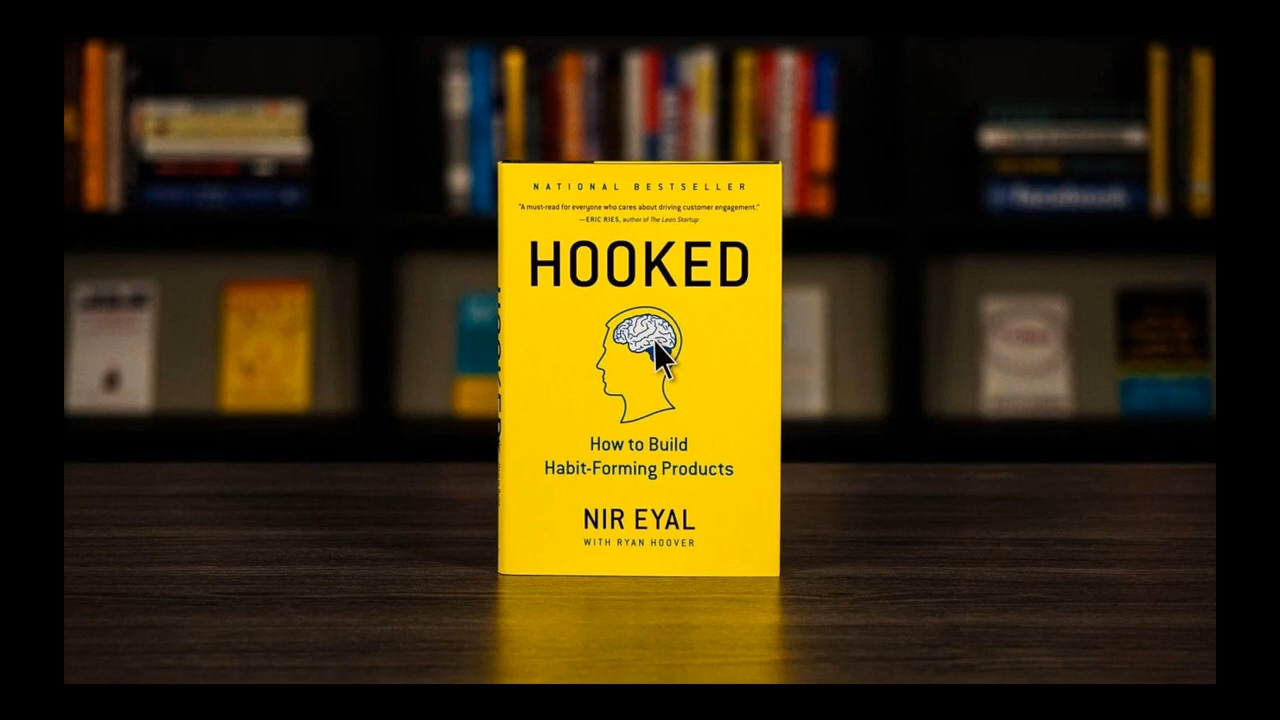 NATIONAL BESTSELLER
"A must-read for everyone who cares about driving customer engagement."
—ERIC RIES, author of The Lean Startup
HOOKED
How to Build
Habit-Forming Products
NIR EYAL
WITH RYAN HOOVER
facebook